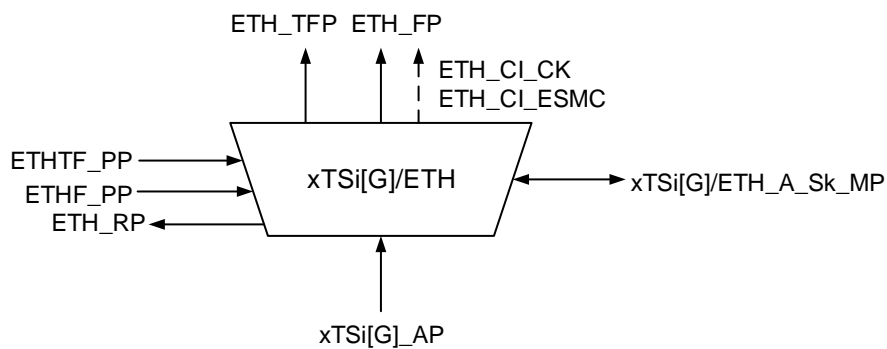 ETH_TFP ETH_FP
ETH_CI_CK
ETH_CI_ESMC
ETHTF_PP
ETHF_PP
ETH_RP
xTSi[G]/ETH
xTSi[G]/ETH_A_Sk_MP
xTSi[G]_AP